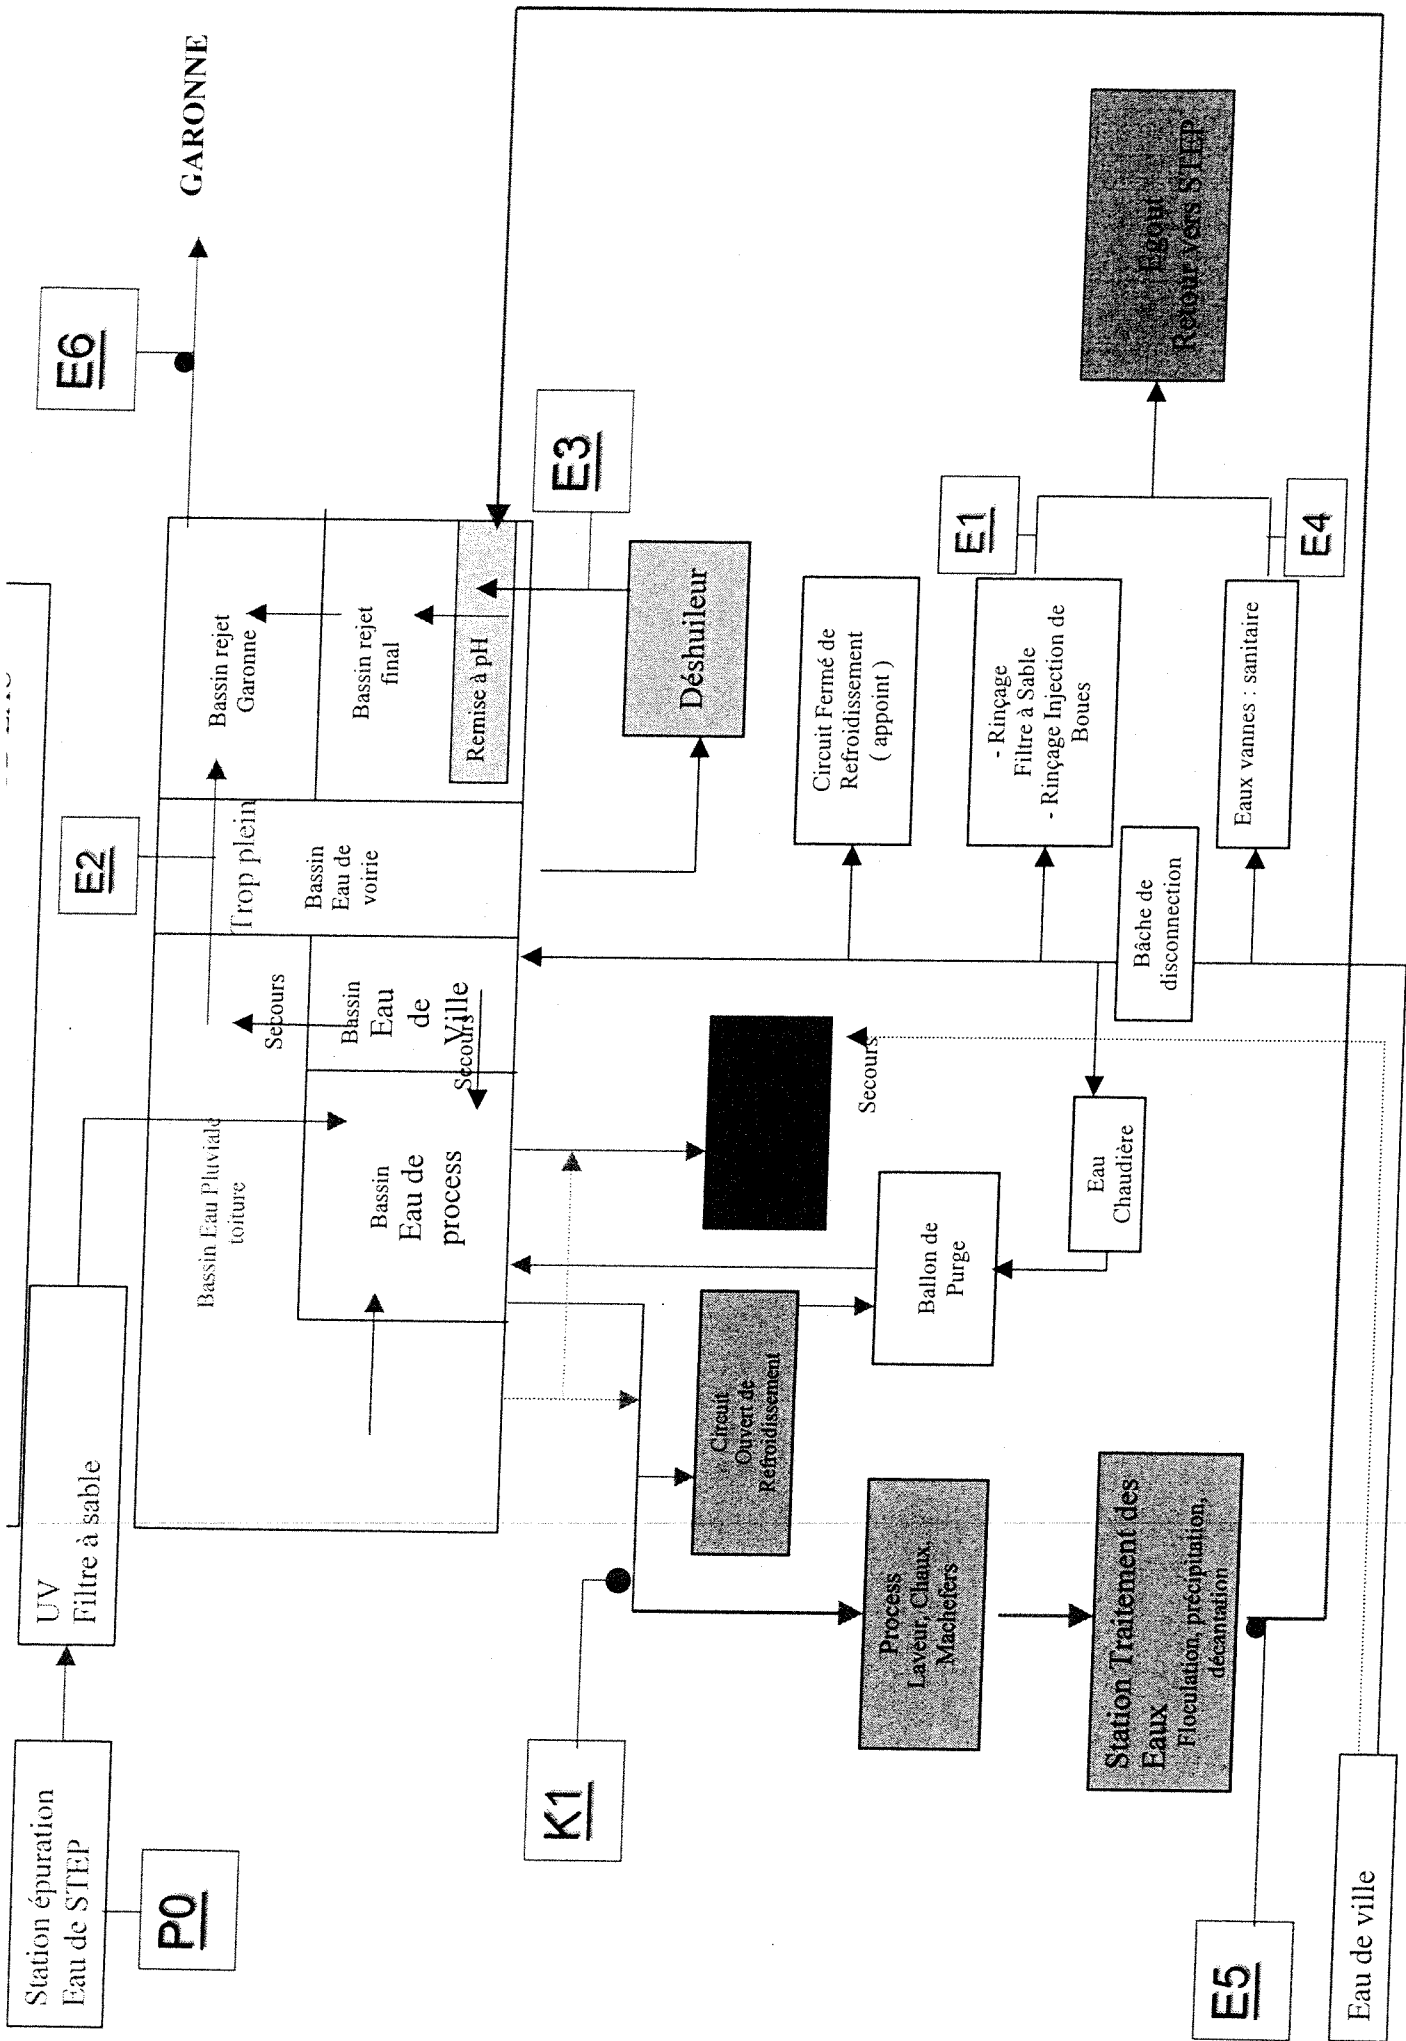 Station épuration
Eau de STEP
P0
UV
Filtre à sable
E2
E6
GARONNE
Bassin Eau Pluviale
toiture
Secours
Trop plein
Bassin rejet
Garonne
Bassin
Eau de
process
Bassin
Eau
de
Ville
Secours
Bassin
Eau de
voirie
Bassin rejet
final
Remise à pH
K1
E3
Circuit
Ouvert de
Refroidissement
Déshuileur
Process
Laveur, Chaux,
Machefers
Ballon de
Purge
Secours
Circuit Fermé de
Refroidissement
( appoint )
E1
- Rinçage
Filtre à Sable
- Rinçage Injection de
Boues
Station Traitement des
Eaux
Floculation, précipitation,
décantation
Eau
Chaudière
Bâche de
disconnection
Egout
Retour vers STEP
E5
Eaux vannes : sanitaire
E4
Eau de ville